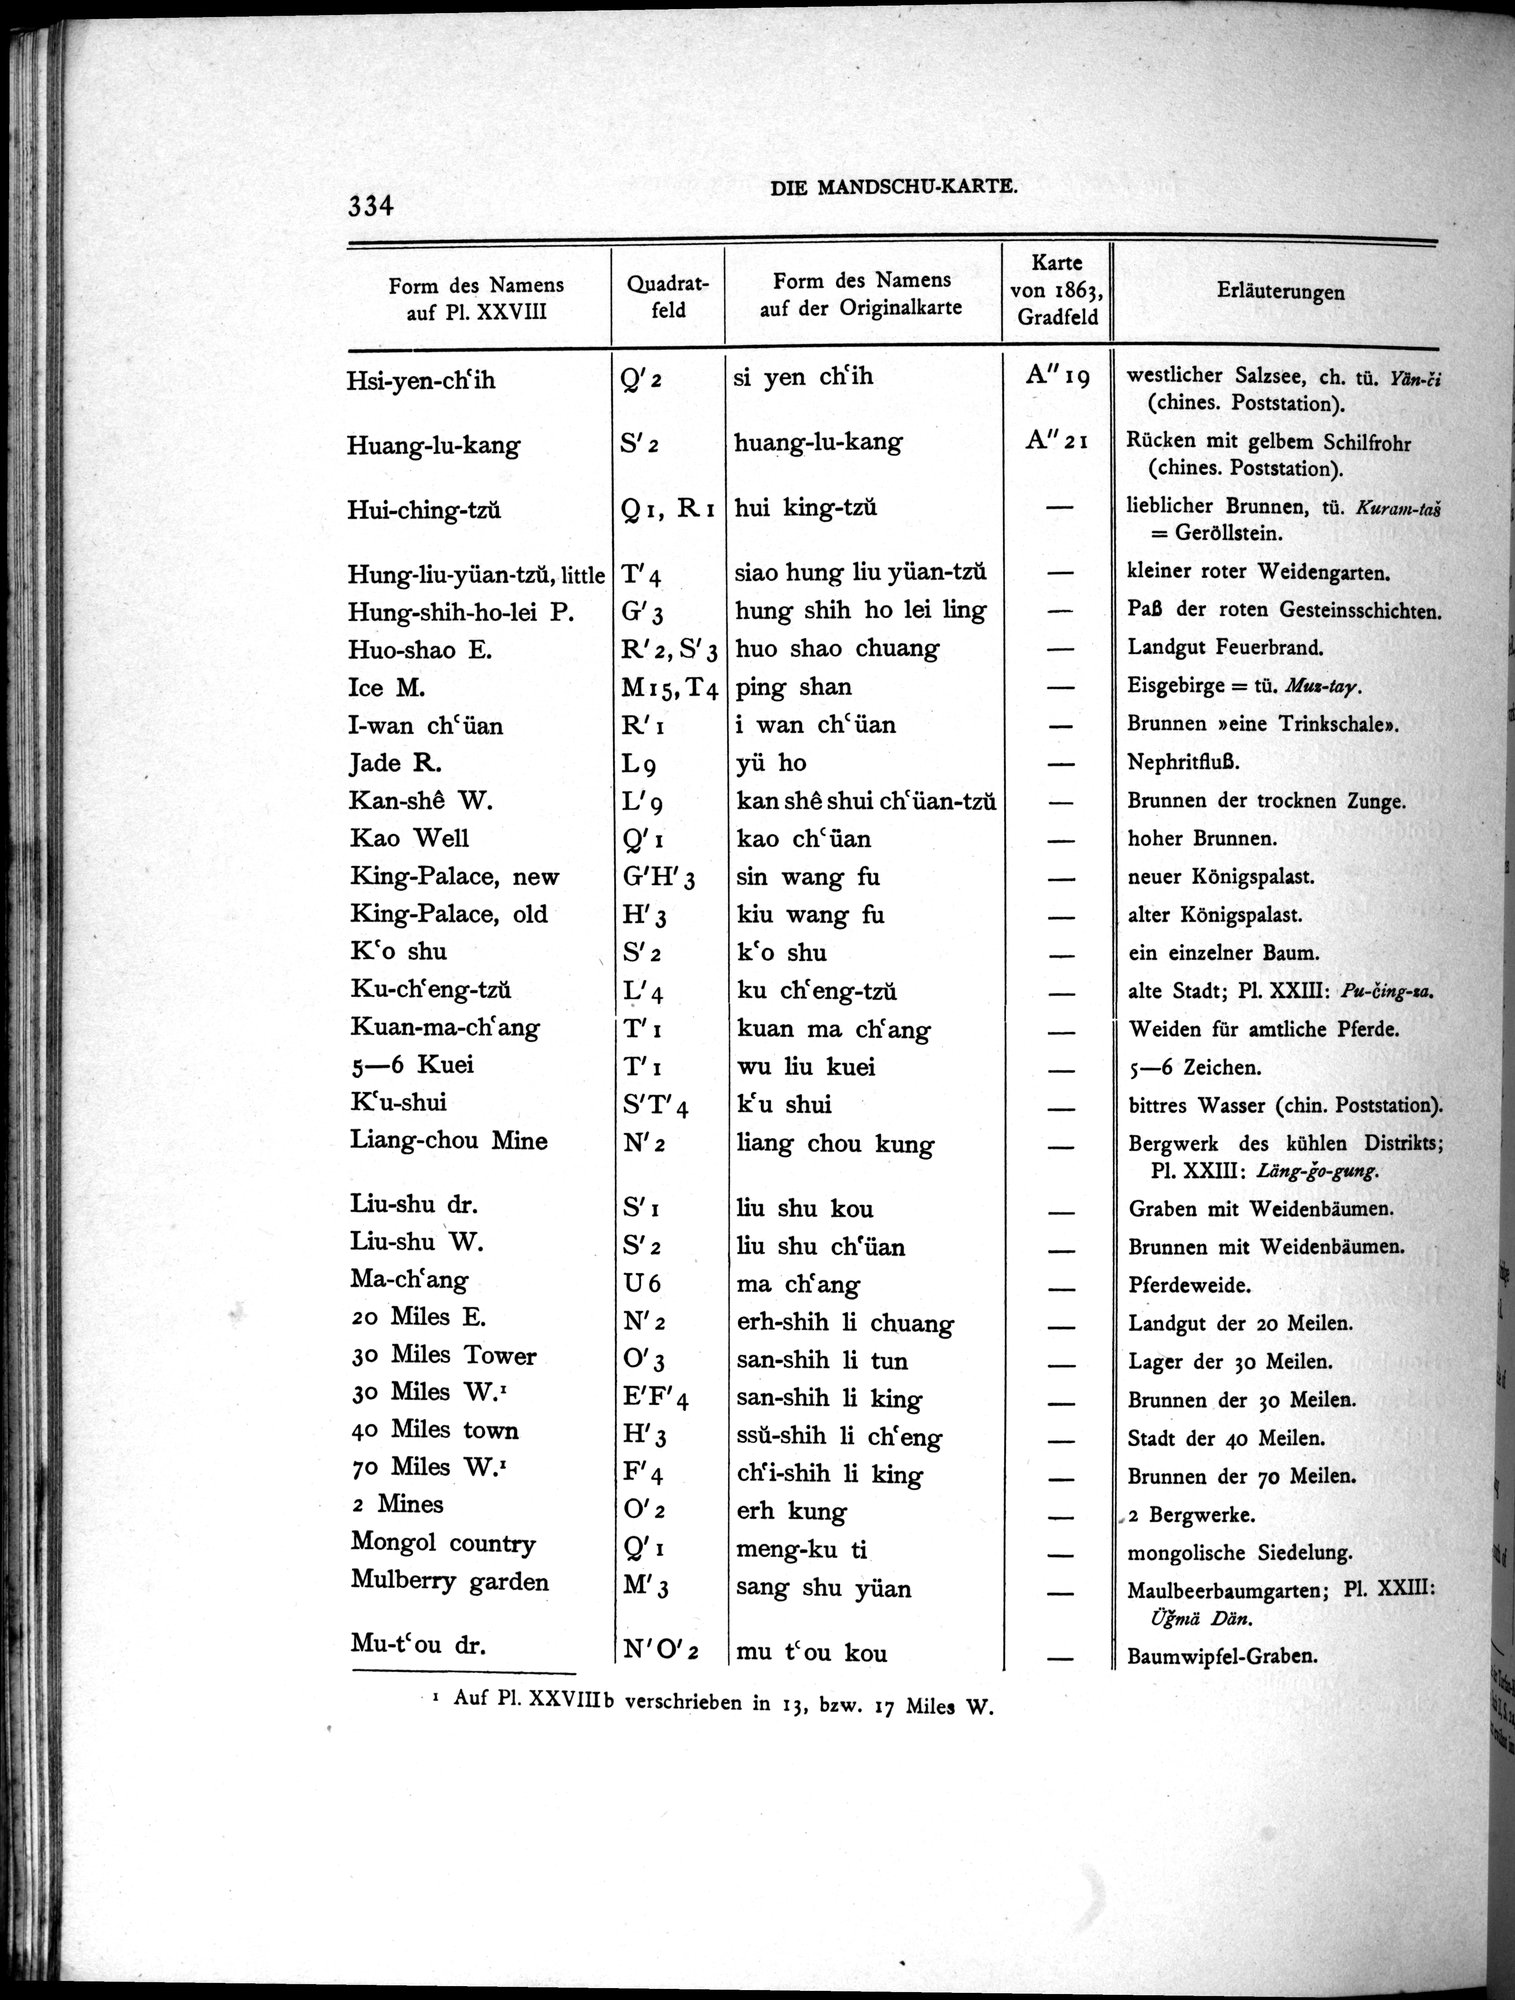 334
DIE MANDSCHU-KARTE.
Form des Namens auf Pl. XXVIII | Quadrat-feld | Form des Namens auf der Originalkarte | Karte von 1863, Gradfeld | Erläuterungen
Hsi-yen-chʿih | Q′ 2 | si yen chʿih | A″ 19 | westlicher Salzsee, ch. tü. Yän-či
(chines. Poststation).
Huang-lu-kang | S′ 2 | huang-lu-kang | A″ 21 | Rücken mit gelbem Schilfrohr
(chines. Poststation).
Hui-ching-tzŭ | Q 1, R 1 | hui king-tzŭ | — | lieblicher Brunnen, tü. Kuram-taš
= Geröllstein.
Hung-liu-yüan-tzŭ, little | T′ 4 | siao hung liu yüan-tzŭ | — | kleiner roter Weidengarten.
Hung-shih-ho-lei P. | G′ 3 | hung shih ho lei ling | — | Paß der roten Gesteinsschichten.
Huo-shao E. | R′ 2, S′ 3 | huo shao chuang | — | Landgut Feuerbrand.
Ice M. | M 15, T 4 | ping shan | — | Eisgebirge = tü. Muz-tay.
I-wan chʿüan | R′ 1 | i wan chʿüan | — | Brunnen »eine Trinkschale».
Jade R. | L 9 | yü ho | — | Nephritfluß.
Kan-shê W. | L′ 9 | kan shê shui chʿüan-tzŭ | — | Brunnen der trocknen Zunge.
Kao Well | Q′ 1 | kao chʿüan | — | hoher Brunnen.
King-Palace, new | G′H′ 3 | sin wang fu | — | neuer Königspalast.
King-Palace, old | H′ 3 | kiu wang fu | — | alter Königspalast.
Kʿo shu | S′ 2 | kʿo shu | — | ein einzelner Baum.
Ku-chʿeng-tzŭ | L′ 4 | ku chʿeng-tzŭ | — | alte Stadt; Pl. XXIII: Pu-čing-za.
Kuan-ma-chʿang | T′ 1 | kuan ma chʿang | — | Weiden für amtliche Pferde.
5—6 Kuei | T′ 1 | wu liu kuei | — | 5—6 Zeichen.
Kʿu-shui | S′T′ 4 | kʿu shui | — | bittres Wasser (chin. Poststation).
Liang-chou Mine | N′ 2 | liang chou kung | — | Bergwerk des kühlen Distrikts;
Pl. XXIII: Läng-ǧo-gung.
Liu-shu dr. | S′ 1 | liu shu kou | — | Graben mit Weidenbäumen.
Liu-shu W. | S′ 2 | liu shu chʿüan | — | Brunnen mit Weidenbäumen.
Ma-chʿang | U 6 | ma chʿang | — | Pferdeweide.
20 Miles E. | N′ 2 | erh-shih li chuang | — | Landgut der 20 Meilen.
30 Miles Tower | O′ 3 | san-shih li tun | — | Lager der 30 Meilen.
30 Miles W.¹ | E′F′ 4 | san-shih li king | — | Brunnen der 30 Meilen.
40 Miles town | H′ 3 | ssŭ-shih li chʿeng | — | Stadt der 40 Meilen.
70 Miles W.¹ | F′ 4 | chʿi-shih li king | — | Brunnen der 70 Meilen.
2 Mines | O′ 2 | erh kung | — | 2 Bergwerke.
Mongol country | Q′ 1 | meng-ku ti | — | mongolische Siedelung.
Mulberry garden | M′ 3 | sang shu yüan | — | Maulbeerbaumgarten; Pl. XXIII:
Üǧmä Dän.
Mu-tʿou dr. | N′O′ 2 | mu tʿou kou | — | Baumwipfel-Graben.
¹ Auf Pl. XXVIIIb verschrieben in 13, bzw. 17 Miles W.